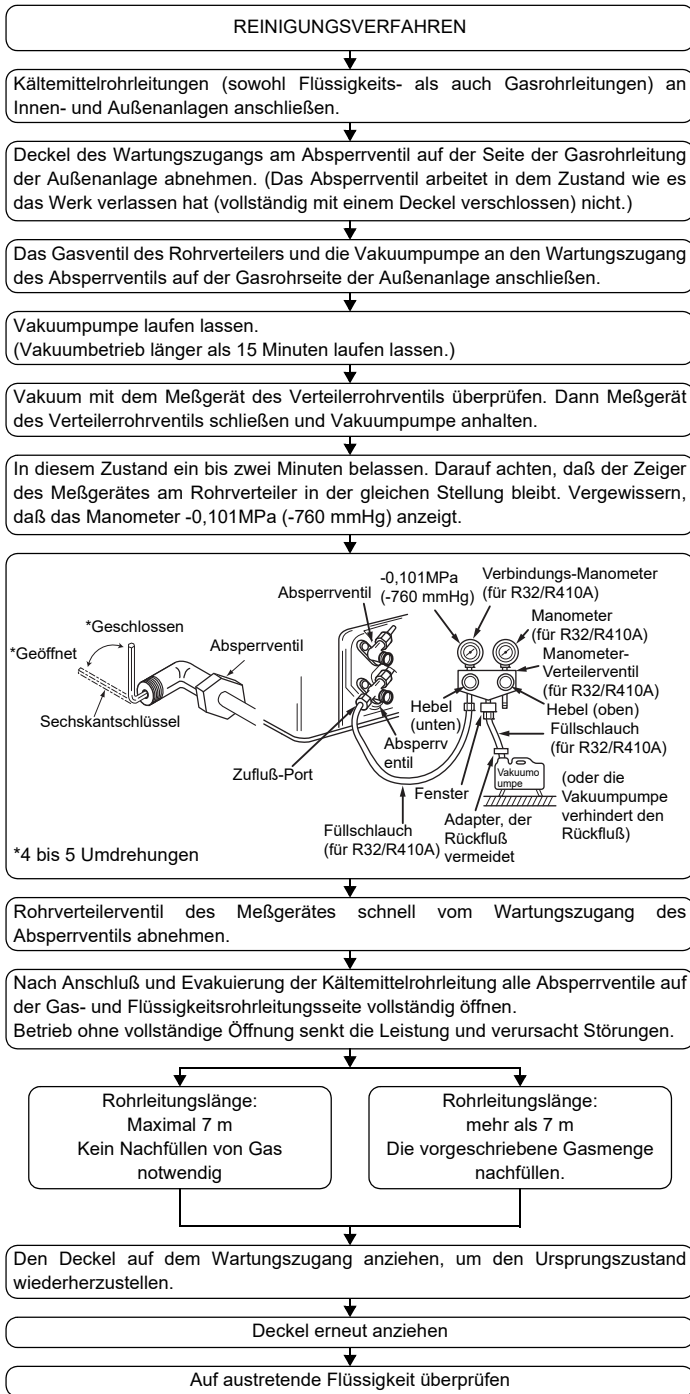 REINIGUNGSVERFAHREN
Kältemittelrohrleitungen (sowohl Flüssigkeits- als auch Gasrohrleitungen) an
Innen- und Außenanlagen anschließen.
Deckel des Wartungszugangs am Absperrventil auf der Seite der Gasrohrleitung
der Außenanlage abnehmen. (Das Absperrventil arbeitet in dem Zustand wie es
das Werk verlassen hat (vollständig mit einem Deckel verschlossen) nicht.)
Das Gasventil des Rohrverteilers und die Vakuumpumpe an den Wartungszugang
des Absperrventils auf der Gasrohrseite der Außenanlage anschließen.
Vakuumpumpe laufen lassen.
(Vakuumbetrieb länger als 15 Minuten laufen lassen.)
Vakuum mit dem Meßgerät des Verteilerrohrventils überprüfen. Dann Meßgerät
des Verteilerrohrventils schließen und Vakuumpumpe anhalten.
In diesem Zustand ein bis zwei Minuten belassen. Darauf achten, daß der Zeiger
des Meßgerätes am Rohrverteiler in der gleichen Stellung bleibt. Vergewissern,
daß das Manometer -0,101MPa (-760 mmHg) anzeigt.
*Geschlossen
*Geöffnet
Absperrventil
Sechskantschlüssel
Absperrventil
-0,101MPa
(-760 mmHg)
Verbindungs-Manometer
(für R32/R410A)
Manometer
(für R32/R410A)
Manometer-
Verteilerventil
(für R32/R410A)
Hebel
(unten)
Hebel (oben)
Füllschlauch
(für R32/R410A)
Absperrv
entil
Zufluß-Port
Fenster
Vakuumo
umpe
(oder die
Vakuumpumpe
verhindert den
Rückfluß)
Adapter, der
Rückfluß
vermeidet
Füllschlauch
(für R32/R410A)
*4 bis 5 Umdrehungen
Rohrverteilerventil des Meßgerätes schnell vom Wartungszugang des
Absperrventils abnehmen.
Nach Anschluß und Evakuierung der Kältemittelrohrleitung alle Absperrventile auf
der Gas- und Flüssigkeitsrohrleitungsseite vollständig öffnen.
Betrieb ohne vollständige Öffnung senkt die Leistung und verursacht Störungen.
Rohrleitungslänge:
Maximal 7 m
Kein Nachfüllen von Gas
notwendig
Rohrleitungslänge:
mehr als 7 m
Die vorgeschriebene Gasmenge
nachfüllen.
Den Deckel auf dem Wartungszugang anziehen, um den Ursprungszustand
wiederherzustellen.
Deckel erneut anziehen
Auf austretende Flüssigkeit überprüfen